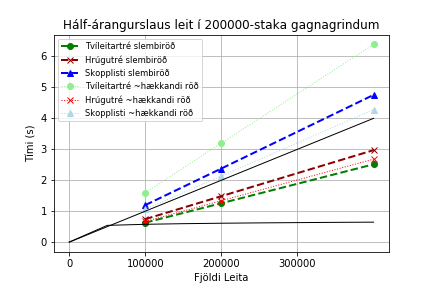 Hálf-árangurslaus leit í 200000-staka gagnagrindum
Tvíleitartré slembiröð
Hrúgutré slembiröð
Skopplisti slembiröð
Tvíleitartré ~hækkandi röð
Hrúgutré ~hækkandi röð
Skopplisti ~hækkandi röð
Tími (s)
6
5
4
3
2
1
0
0
100000
200000
300000
Fjöldi Leita